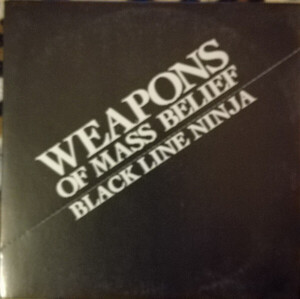 WEAPONS
OF MASS BELIEF
BLACK LINE NINJA